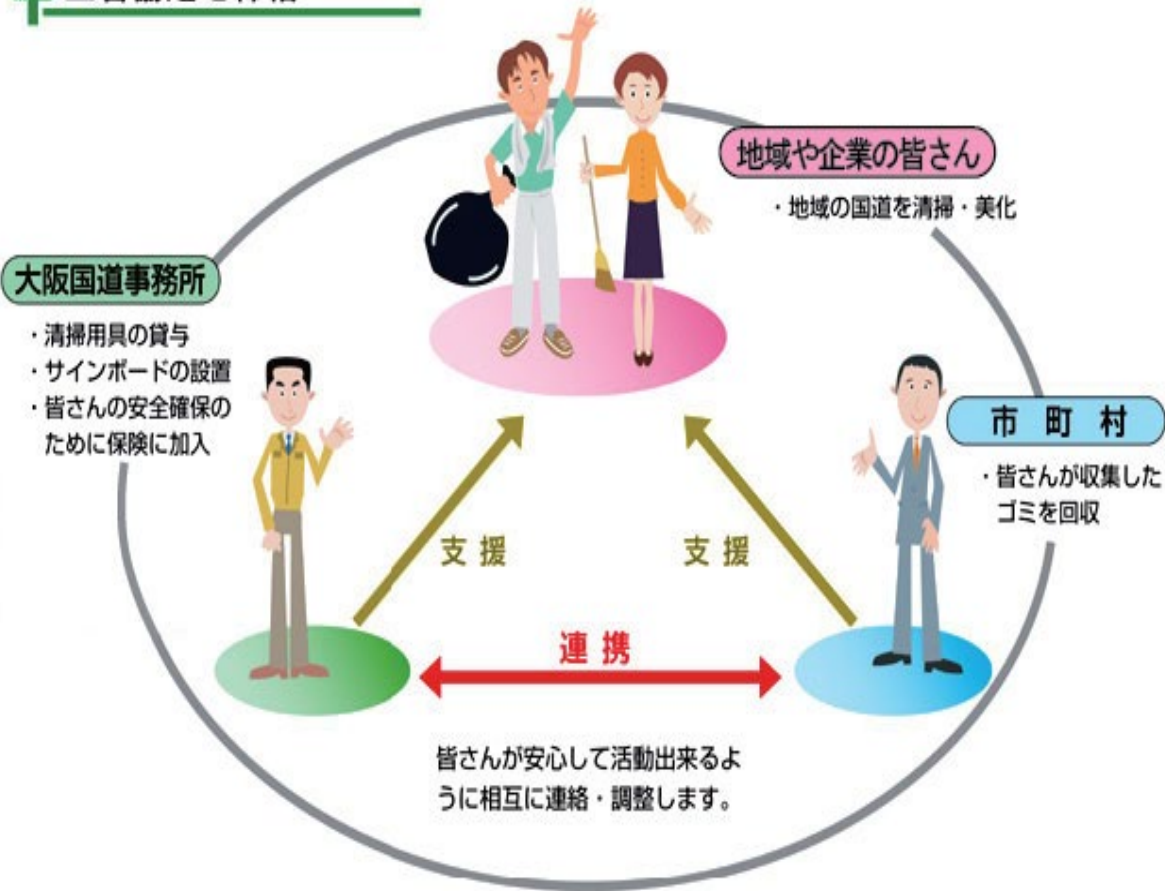 地域や企業の皆さん
・地域の国道を清掃・美化
大阪国道事務所
・清掃用具の貸与
・サインボードの設置
・皆さんの安全確保の
ために保険に加入
市 町 村
・皆さんが収集した
ゴミを回収
支 援
支 援
連 携
皆さんが安心して活動出来るよ
うに相互に連絡・調整します。